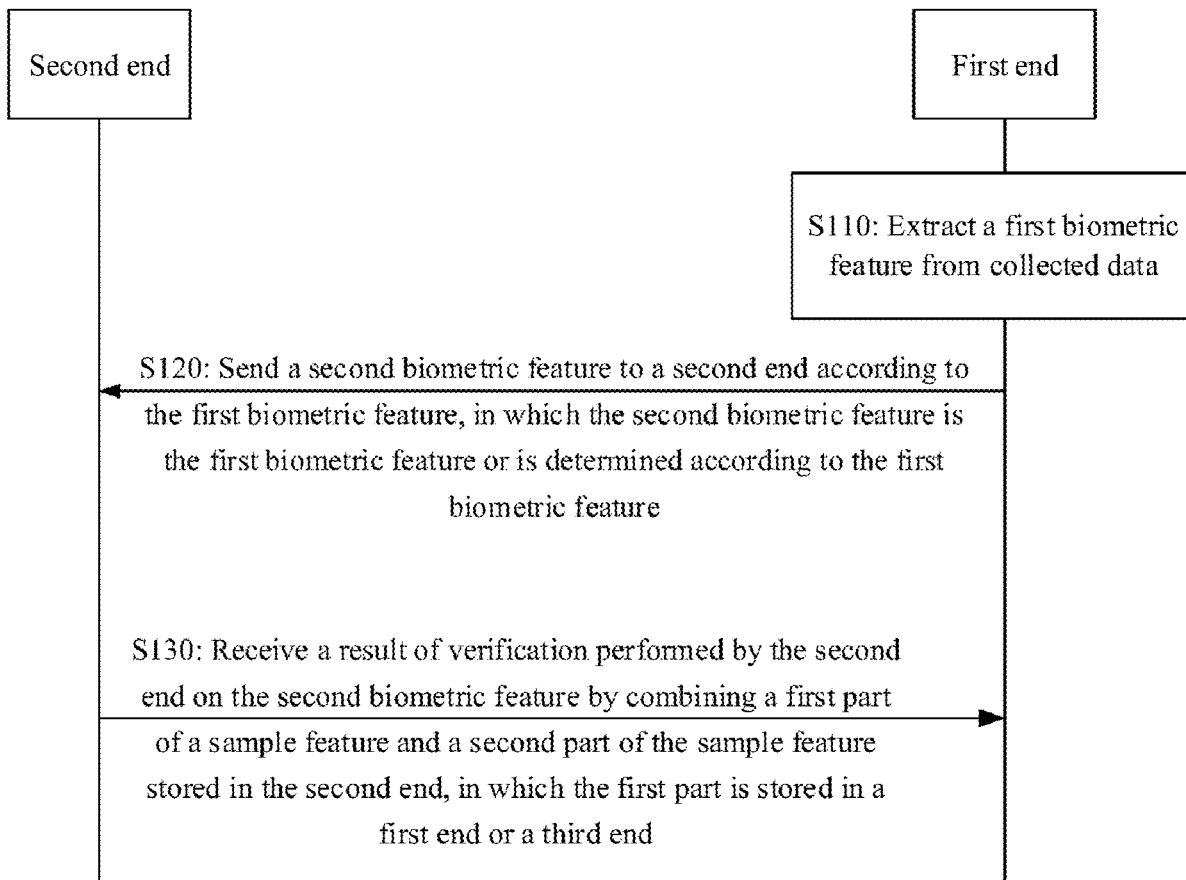 Second end
First end
S110: Extract a first biometric
feature from collected data
S120: Send a second biometric feature to a second end according to
the first biometric feature, in which the second biometric feature is
the first biometric feature or is determined according to the first
biometric feature
S130: Receive a result of verification performed by the second
end on the second biometric feature by combining a first part
of a sample feature and a second part of the sample feature
stored in the second end, in which the first part is stored in a
first end or a third end